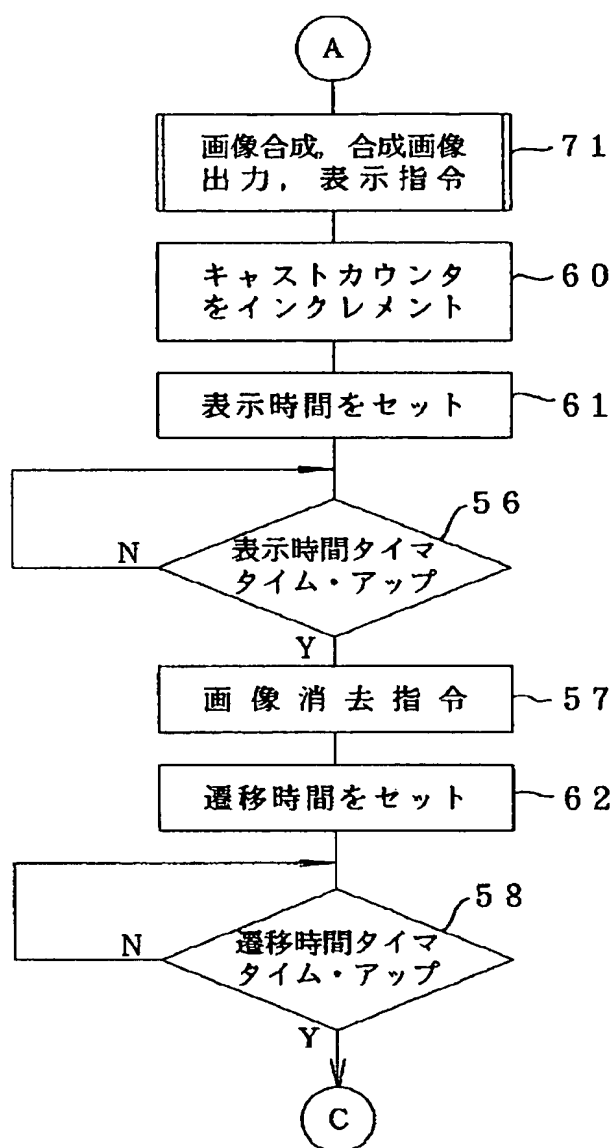 A
画像合成，合成画像
出力，表示指令
71
キャストカウンタ
をインクレメント
60
表示時間をセット
61
56
表示時間タイマ
タイム・アップ
N
Y
画像消去指令
57
遷移時間をセット
62
58
遷移時間タイマ
タイム・アップ
N
Y
C